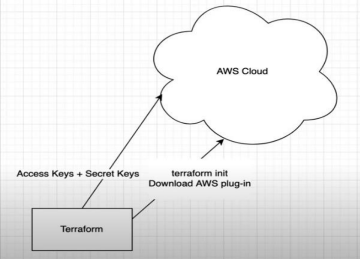 AWS Cloud
Access Keys + Secret Keys
terraform init
Download AWS plug-in
Terraform